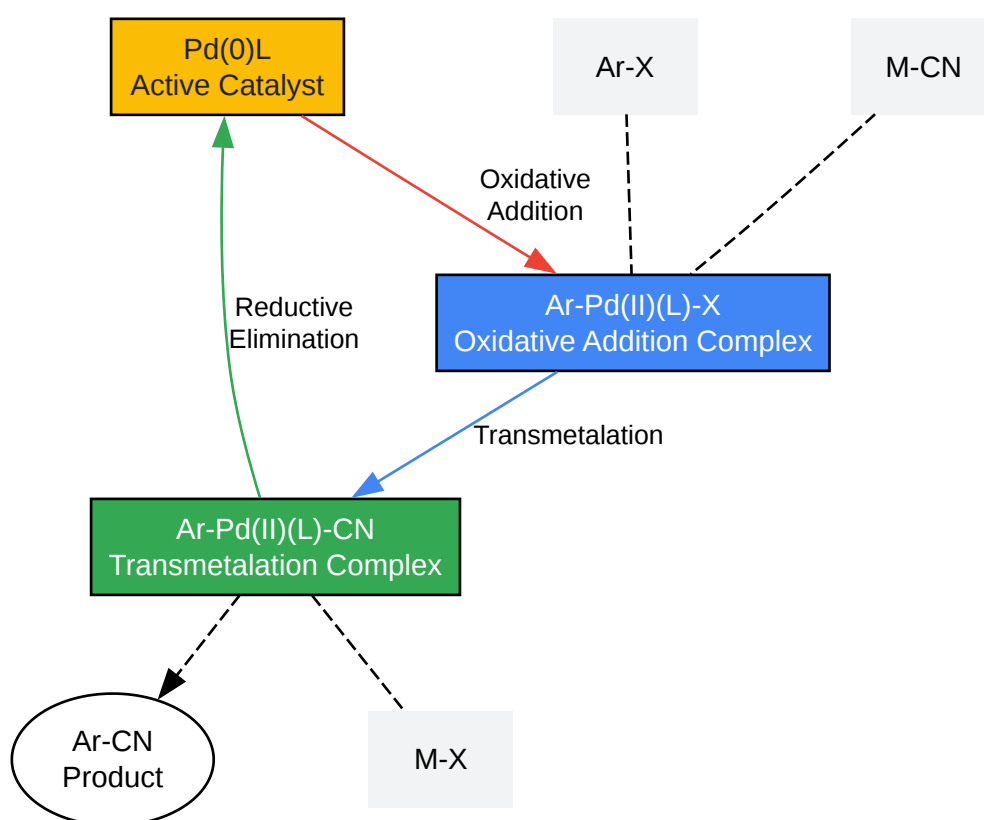 Pd(0)L
Active Catalyst
Ar-X
M-CN
Oxidative
Addition
Ar-Pd(II)(L)-X
Oxidative Addition Complex
Reductive
Elimination
Transmetalation
Ar-Pd(II)(L)-CN
Transmetalation Complex
Ar-CN
Product
M-X